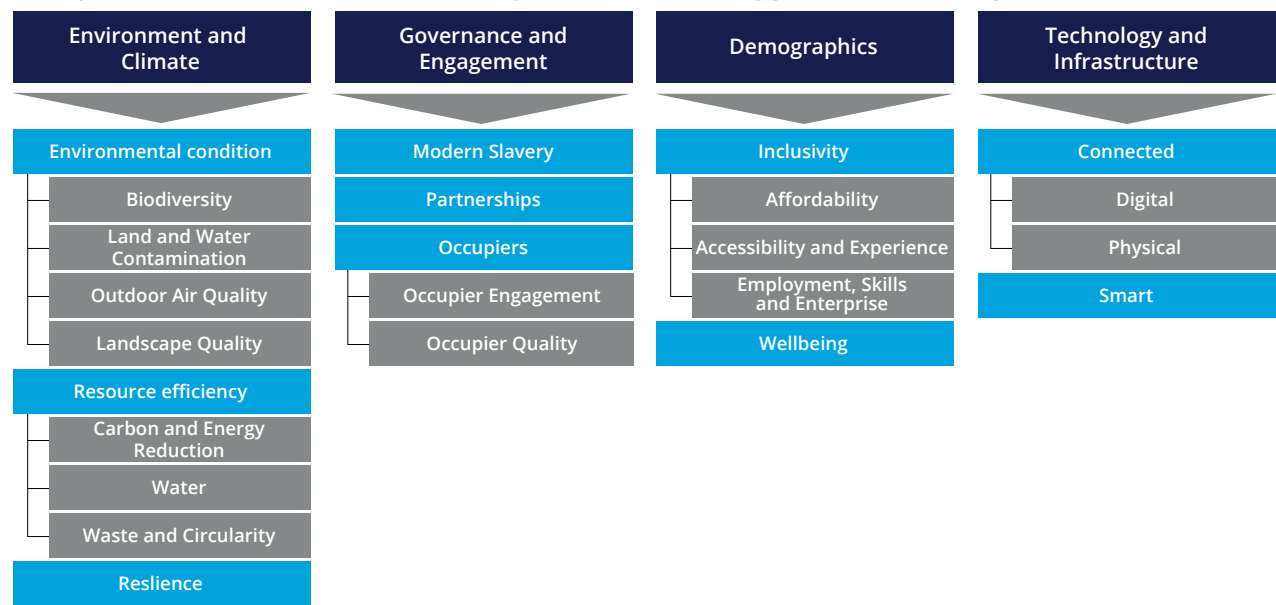 Environment and
Climate
Governance and
Engagement
Demographics
Technology and
Infrastructure
Environmental condition
Biodiversity
Land and Water
Contamination
Outdoor Air Quality
Landscape Quality
Resource efficiency
Carbon and Energy
Reduction
Water
Waste and Circularity
Reslience
Modern Slavery
Partnerships
Occupiers
Occupier Engagement
Occupier Quality
Inclusivity
Affordability
Accessibility and Experience
Employment, Skills
and Enterprise
Wellbeing
Connected
Digital
Physical
Smart